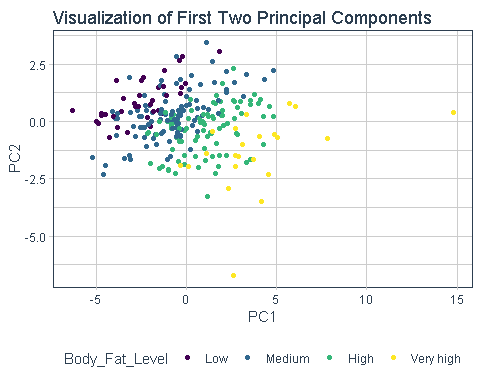 Visualization of First Two Principal Components
2.5
0.0
-2.5
-5.0
PC2
-5 0 5 10 15
PC1
Body_Fat_Level Low Medium High Very high